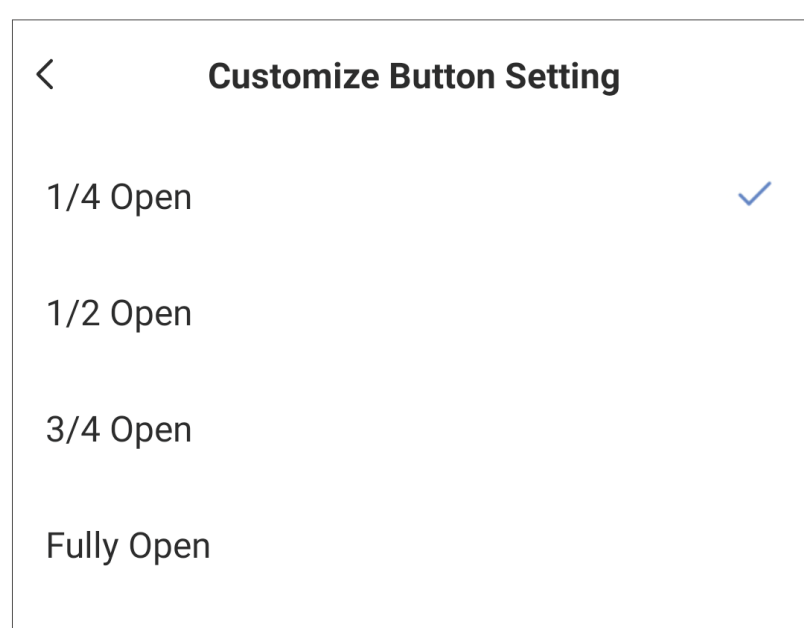 Customize Button Setting
1/4 Open
1/2 Open
3/4 Open
Fully Open